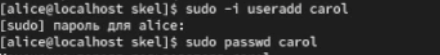 [alice@localhost skel]$ sudo -i useradd carol
[sudo] пароль для alice:
[alice@localhost skel]$ sudo passwd carol